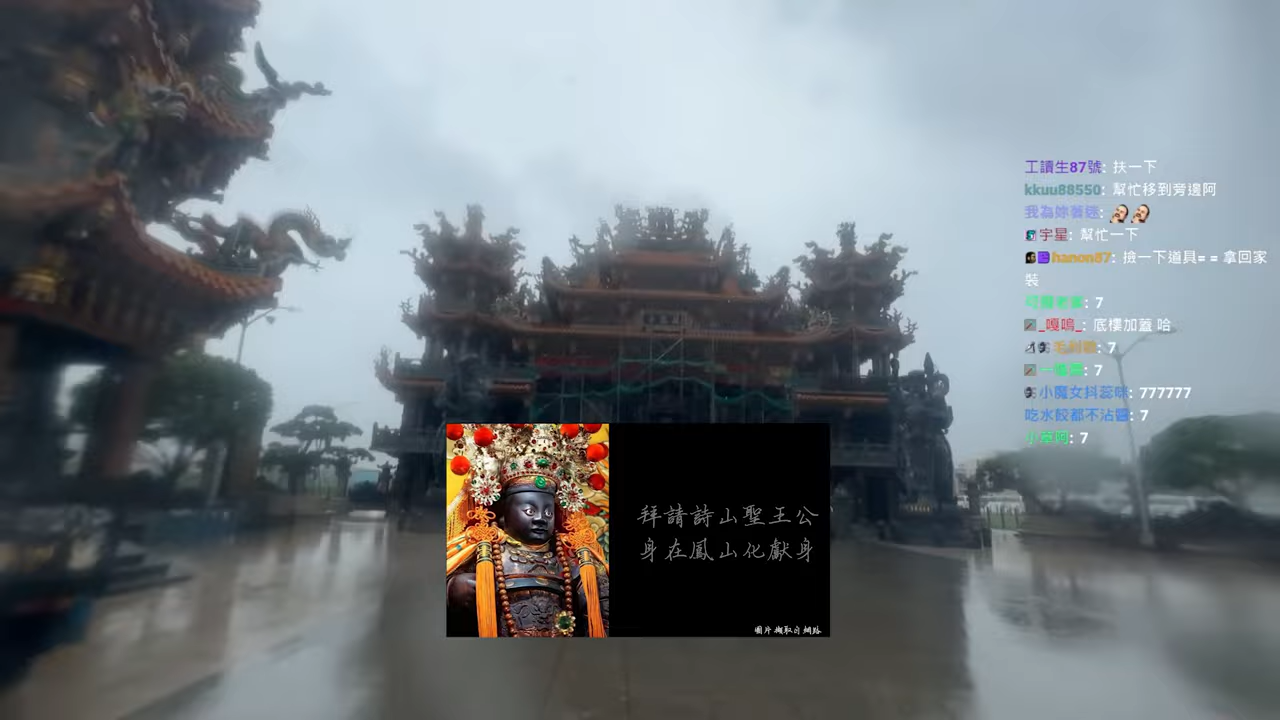 工讀生87號: 扶一下
kkuu88550: 幫忙移到旁邊阿
我為妳著迷:
宇星: 幫忙一下
hanon87: 撿一下道具= = 拿回家
裝
: 7
_嘎嗚_: 底樓加蓋 哈
: 7
: 7
小魔女抖蕊咪: 777777
吃水餃都不沾醬: 7
小草阿: 7
拜請詩山聖王公
身在鳳山化獻身
圖片擷取自網路